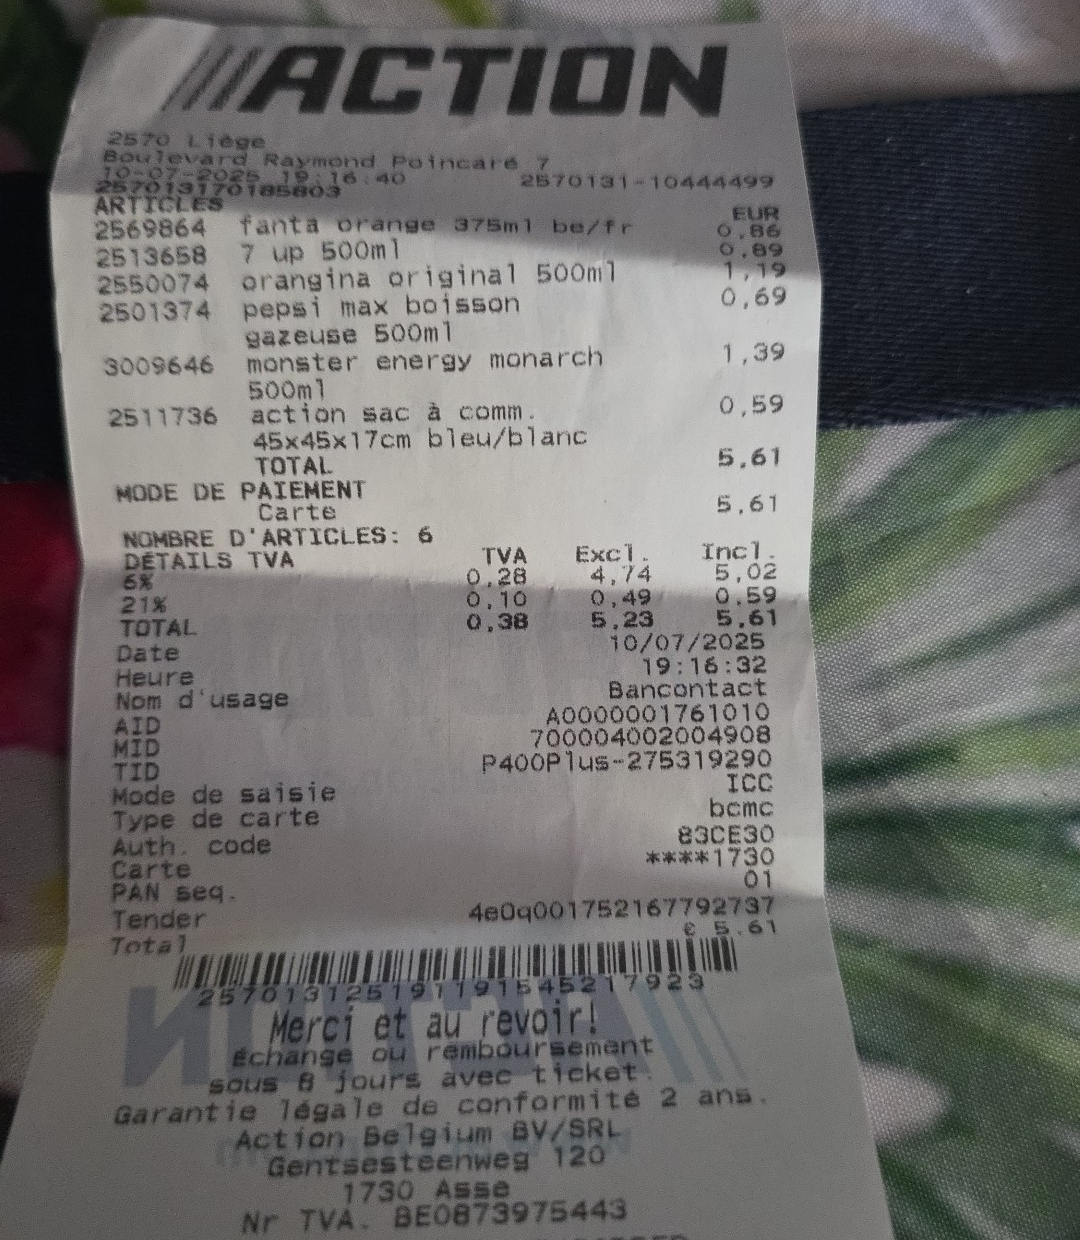 ACTION
2570 Liège
Boulevard Raymond Poincaré 7
10-07-2025 19:16:40 2570131-10444499
257013170185803
ARTICLES EUR
2569864 fanta orange 375ml be/fr 0,86
2513658 7 up 500ml 0,89
2550074 orangina original 500ml 1,19
2501374 pepsi max boisson 0,69
gazeuse 500ml
3009646 monster energy monarch 1,39
500ml
2511736 action sac à comm. 0,59
45x45x17cm bleu/blanc
TOTAL 5,61
MODE DE PAIEMENT
Carte 5,61
NOMBRE D'ARTICLES: 6
DÉTAILS TVA TVA Excl. Incl.
6% 0,28 4,74 5,02
21% 0,10 0,49 0,59
TOTAL 0,38 5,23 5,61
Date 10/07/2025
Heure 19:16:32
Nom d'usage Bancontact
AID A0000001761010
MID 700004002004908
TID P400Plus-275319290
Mode de saisie ICC
Type de carte bcmc
Auth. code 83CE30
Carte ****1730
PAN seq. 01
Tender 4e0q001752167792737
Total € 5.61
257013125191191545217923
Merci et au revoir!
Échange ou remboursement
sous 8 jours avec ticket.
Garantie légale de conformité 2 ans.
Action Belgium BV/SRL
Gentsesteenweg 120
1730 Asse
Nr TVA. BE0873975443